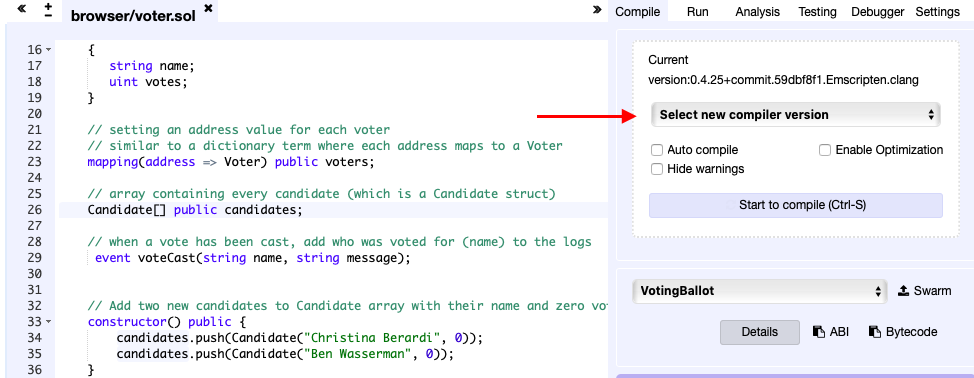 «
+
-
browser/voter.sol ✖
»
16 {
17 string name;
18 uint votes;
19 }
20
21 // setting an address value for each voter
22 // similar to a dictionary term where each address maps to a Voter
23 mapping(address => Voter) public voters;
24
25 // array containing every candidate (which is a Candidate struct)
26 Candidate[] public candidates;
27
28 // when a vote has been cast, add who was voted for (name) to the logs
29 event voteCast(string name, string message);
30
31
32 // Add two new candidates to Candidate array with their name and zero vo
33 constructor() public {
34 candidates.push(Candidate("Christina Berardi", 0));
35 candidates.push(Candidate("Ben Wasserman", 0));
36 }
Compile Run Analysis Testing Debugger Settings
Current
version:0.4.25+commit.59dbf8f1.Emscripten.clang
Select new compiler version
Auto compile Enable Optimization
Hide warnings
Start to compile (Ctrl-S)
VotingBallot Swarm
Details ABI Bytecode